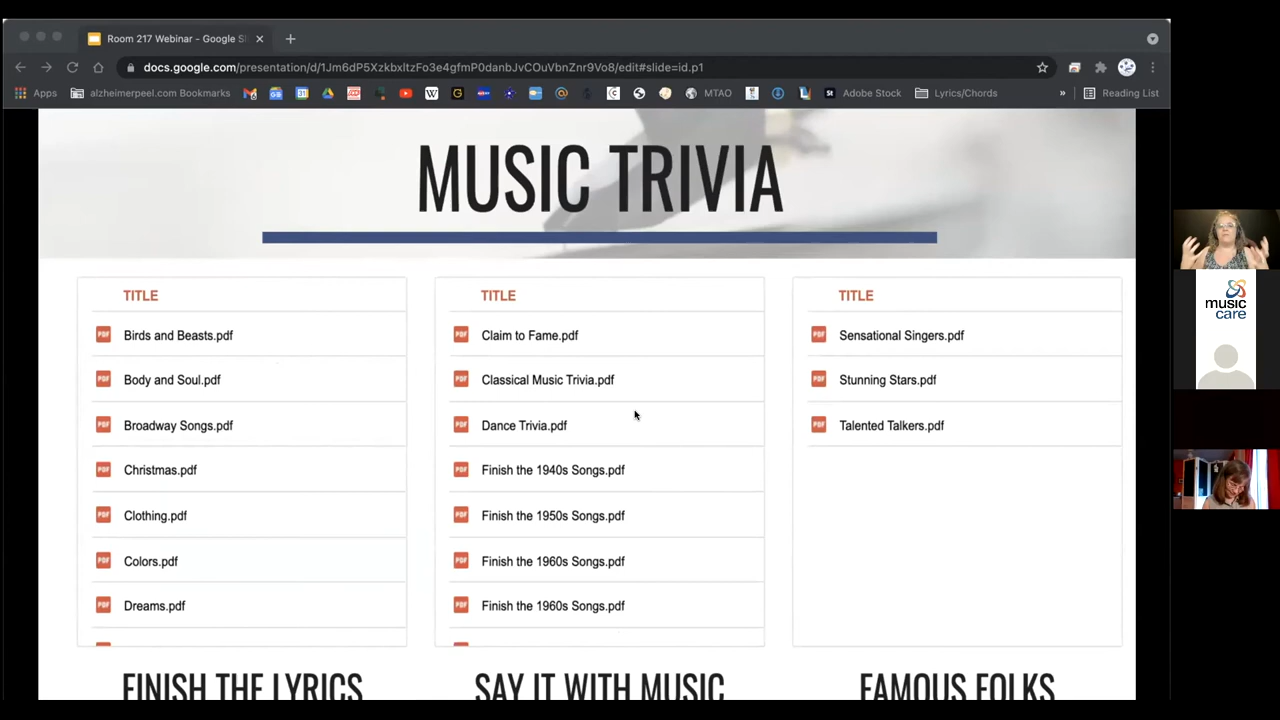 Room 217 Webinar - Google Sl
docs.google.com/presentation/d/1Jm6dP5XzkbxltzFo3e4gfmP0danbJvCOuVbnZnr9Vo8/edit#slide=id.p1
Apps
alzheimerpeel.com Bookmarks
MTAO
Adobe Stock
Lyrics/Chords
»
Reading List
MUSIC TRIVIA
TITLE
Birds and Beasts.pdf
Body and Soul.pdf
Broadway Songs.pdf
Christmas.pdf
Clothing.pdf
Colors.pdf
Dreams.pdf
FINISH THE LYRICS
TITLE
Claim to Fame.pdf
Classical Music Trivia.pdf
Dance Trivia.pdf
Finish the 1940s Songs.pdf
Finish the 1950s Songs.pdf
Finish the 1960s Songs.pdf
Finish the 1960s Songs.pdf
SAY IT WITH MUSIC
TITLE
Sensational Singers.pdf
Stunning Stars.pdf
Talented Talkers.pdf
FAMOUS FOLKS
music
care